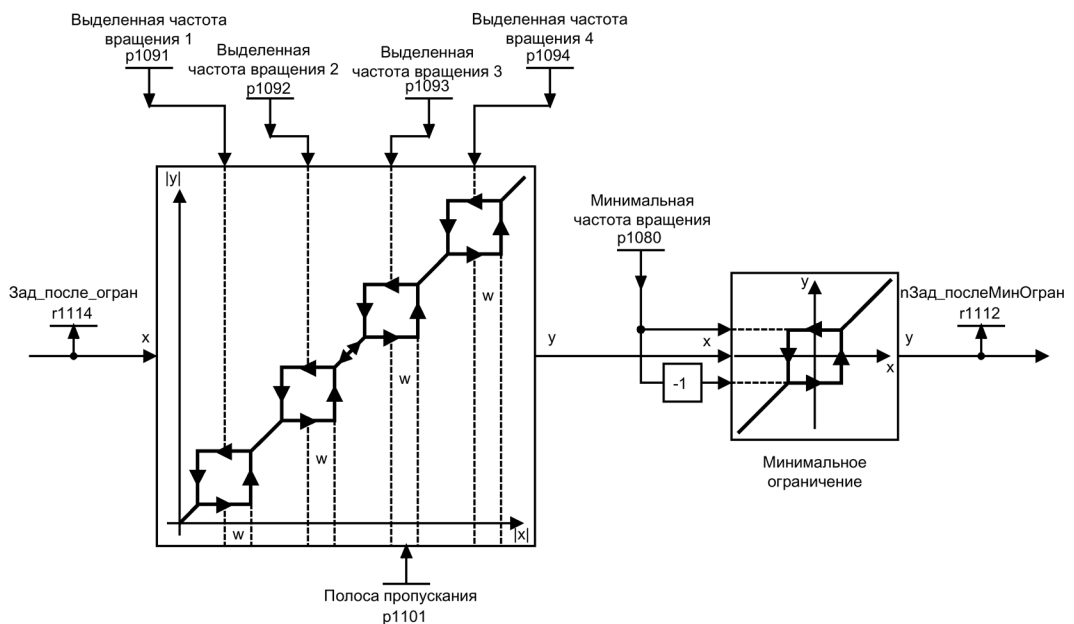 Выделенная частота
вращения 1
p1091
Выделенная
частота вращения 2
p1092
Выделенная
частота вращения 3
p1093
Выделенная частота
вращения 4
p1094
|y|
w
w
w
w
|x|
Зад_после_огран
r1114
x
y
Полоса пропускания
p1101
Минимальная
частота вращения
p1080
x
-1
y
x
Минимальное
ограничение
nЗад_послеМинОгран
r1112
y